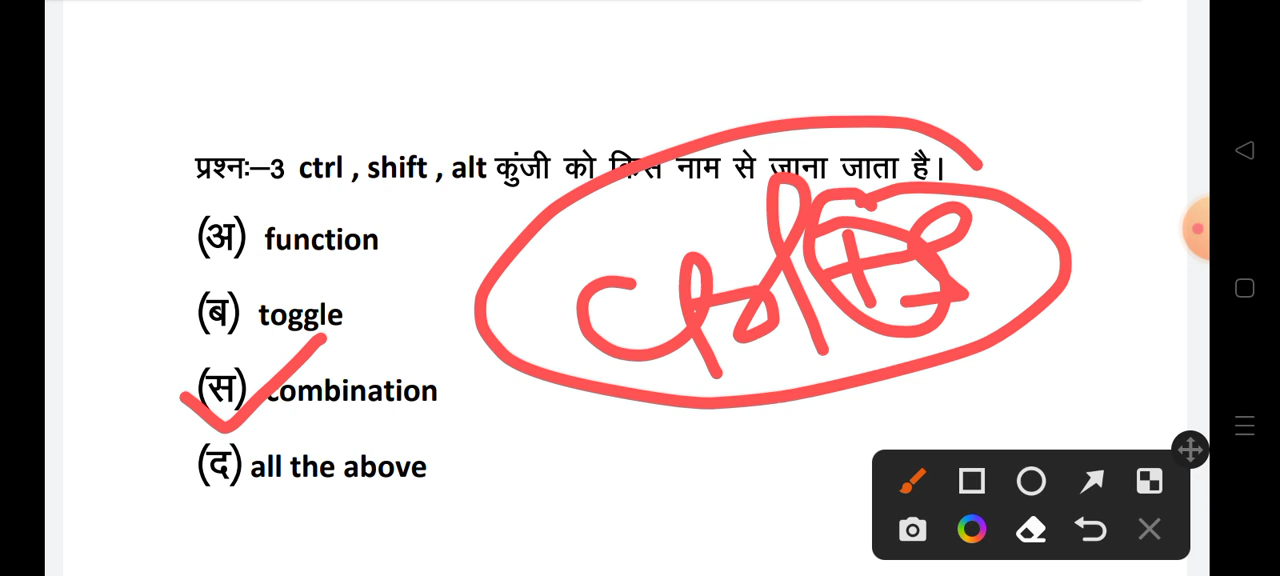 प्रश्नः–3 ctrl , shift , alt कुंजी को किस नाम से जाना जाता है।
(अ) function
(ब) toggle
(स) combination
(द) all the above